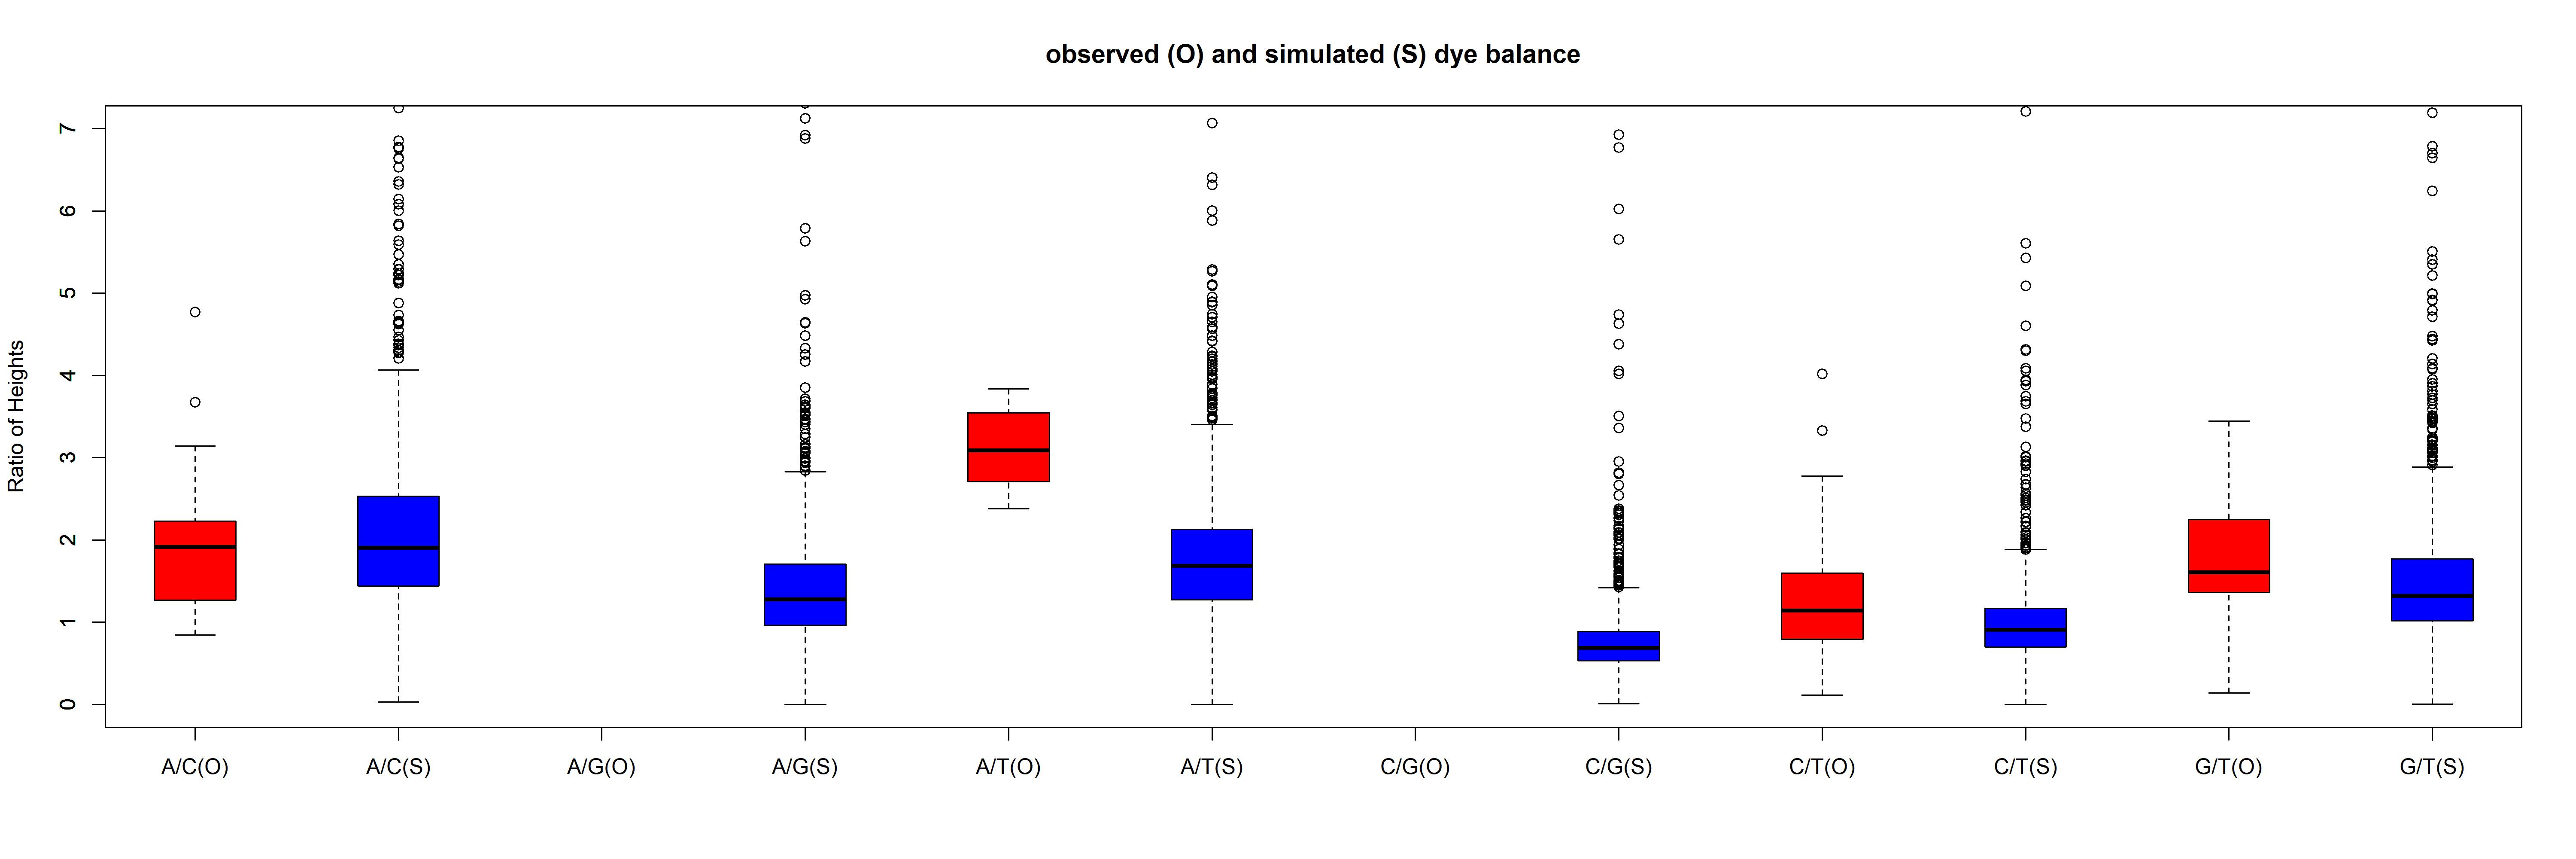 observed (O) and simulated (S) dye balance
Ratio of Heights
7
6
5
4
3
2
1
0
A/C(O) A/C(S) A/G(O) A/G(S) A/T(O) A/T(S) C/G(O) C/G(S) C/T(O) C/T(S) G/T(O) G/T(S)